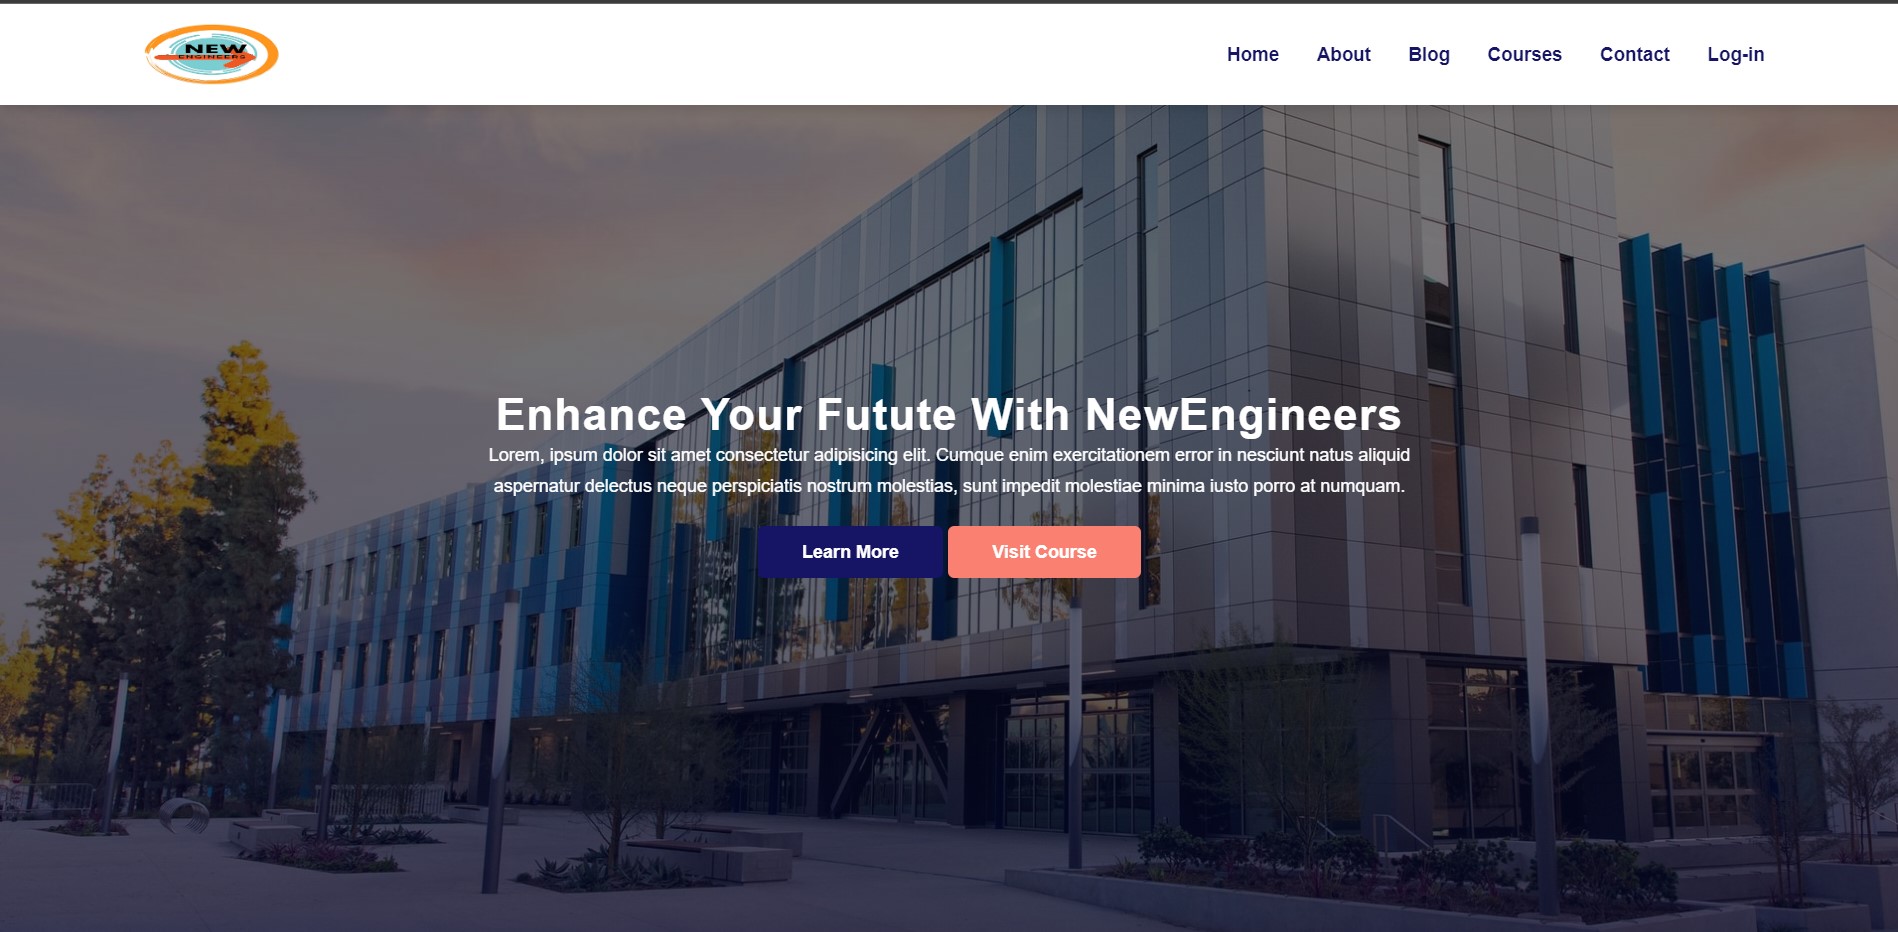 NEW
ENGINEERS
Home About Blog Courses Contact Log-in
Enhance Your Futute With NewEngineers
Lorem, ipsum dolor sit amet consectetur adipisicing elit. Cumque enim exercitationem error in nesciunt natus aliquid
aspernatur delectus neque perspiciatis nostrum molestias, sunt impedit molestiae minima iusto porro at numquam.
Learn More Visit Course